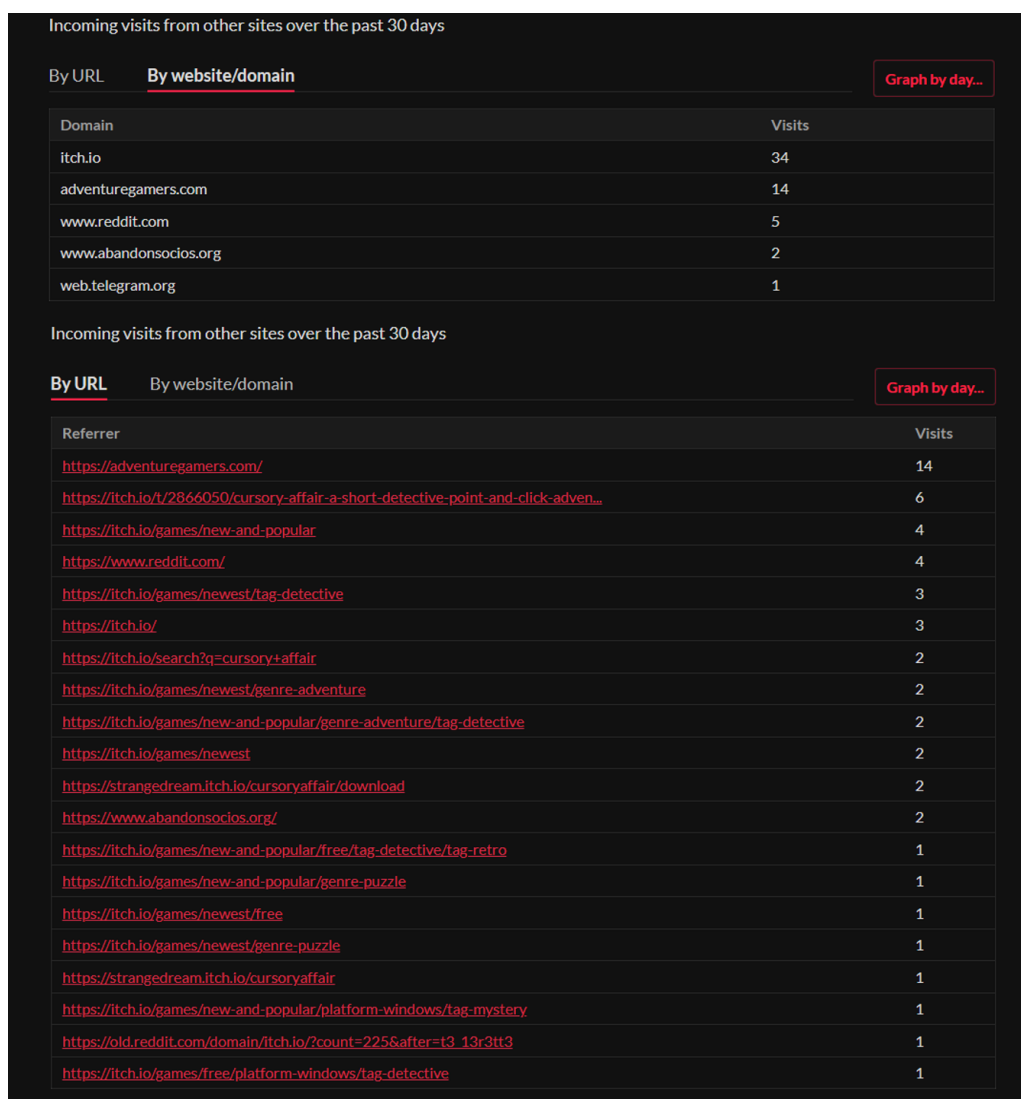 Incoming visits from other sites over the past 30 days
By URL By website/domain Graph by day...
Domain Visits
itch.io 34
adventuregamers.com 14
www.reddit.com 5
www.abandonsocios.org 2
web.telegram.org 1
Incoming visits from other sites over the past 30 days
By URL By website/domain Graph by day...
Referrer Visits
https://adventuregamers.com/ 14
https://itch.io/t/2866050/cursory-affair-a-short-detective-point-and-click-adven... 6
https://itch.io/games/new-and-popular 4
https://www.reddit.com/ 4
https://itch.io/games/newest/tag-detective 3
https://itch.io/ 3
https://itch.io/search?q=cursory+affair 2
https://itch.io/games/newest/genre-adventure 2
https://itch.io/games/new-and-popular/genre-adventure/tag-detective 2
https://itch.io/games/newest 2
https://strangedream.itch.io/cursoryaffair/download 2
https://www.abandonsocios.org/ 2
https://itch.io/games/new-and-popular/free/tag-detective/tag-retro 1
https://itch.io/games/new-and-popular/genre-puzzle 1
https://itch.io/games/newest/free 1
https://itch.io/games/newest/genre-puzzle 1
https://strangedream.itch.io/cursoryaffair 1
https://itch.io/games/new-and-popular/platform-windows/tag-mystery 1
https://old.reddit.com/domain/itch.io/?count=225&after=t3_13r3tt3 1
https://itch.io/games/free/platform-windows/tag-detective 1